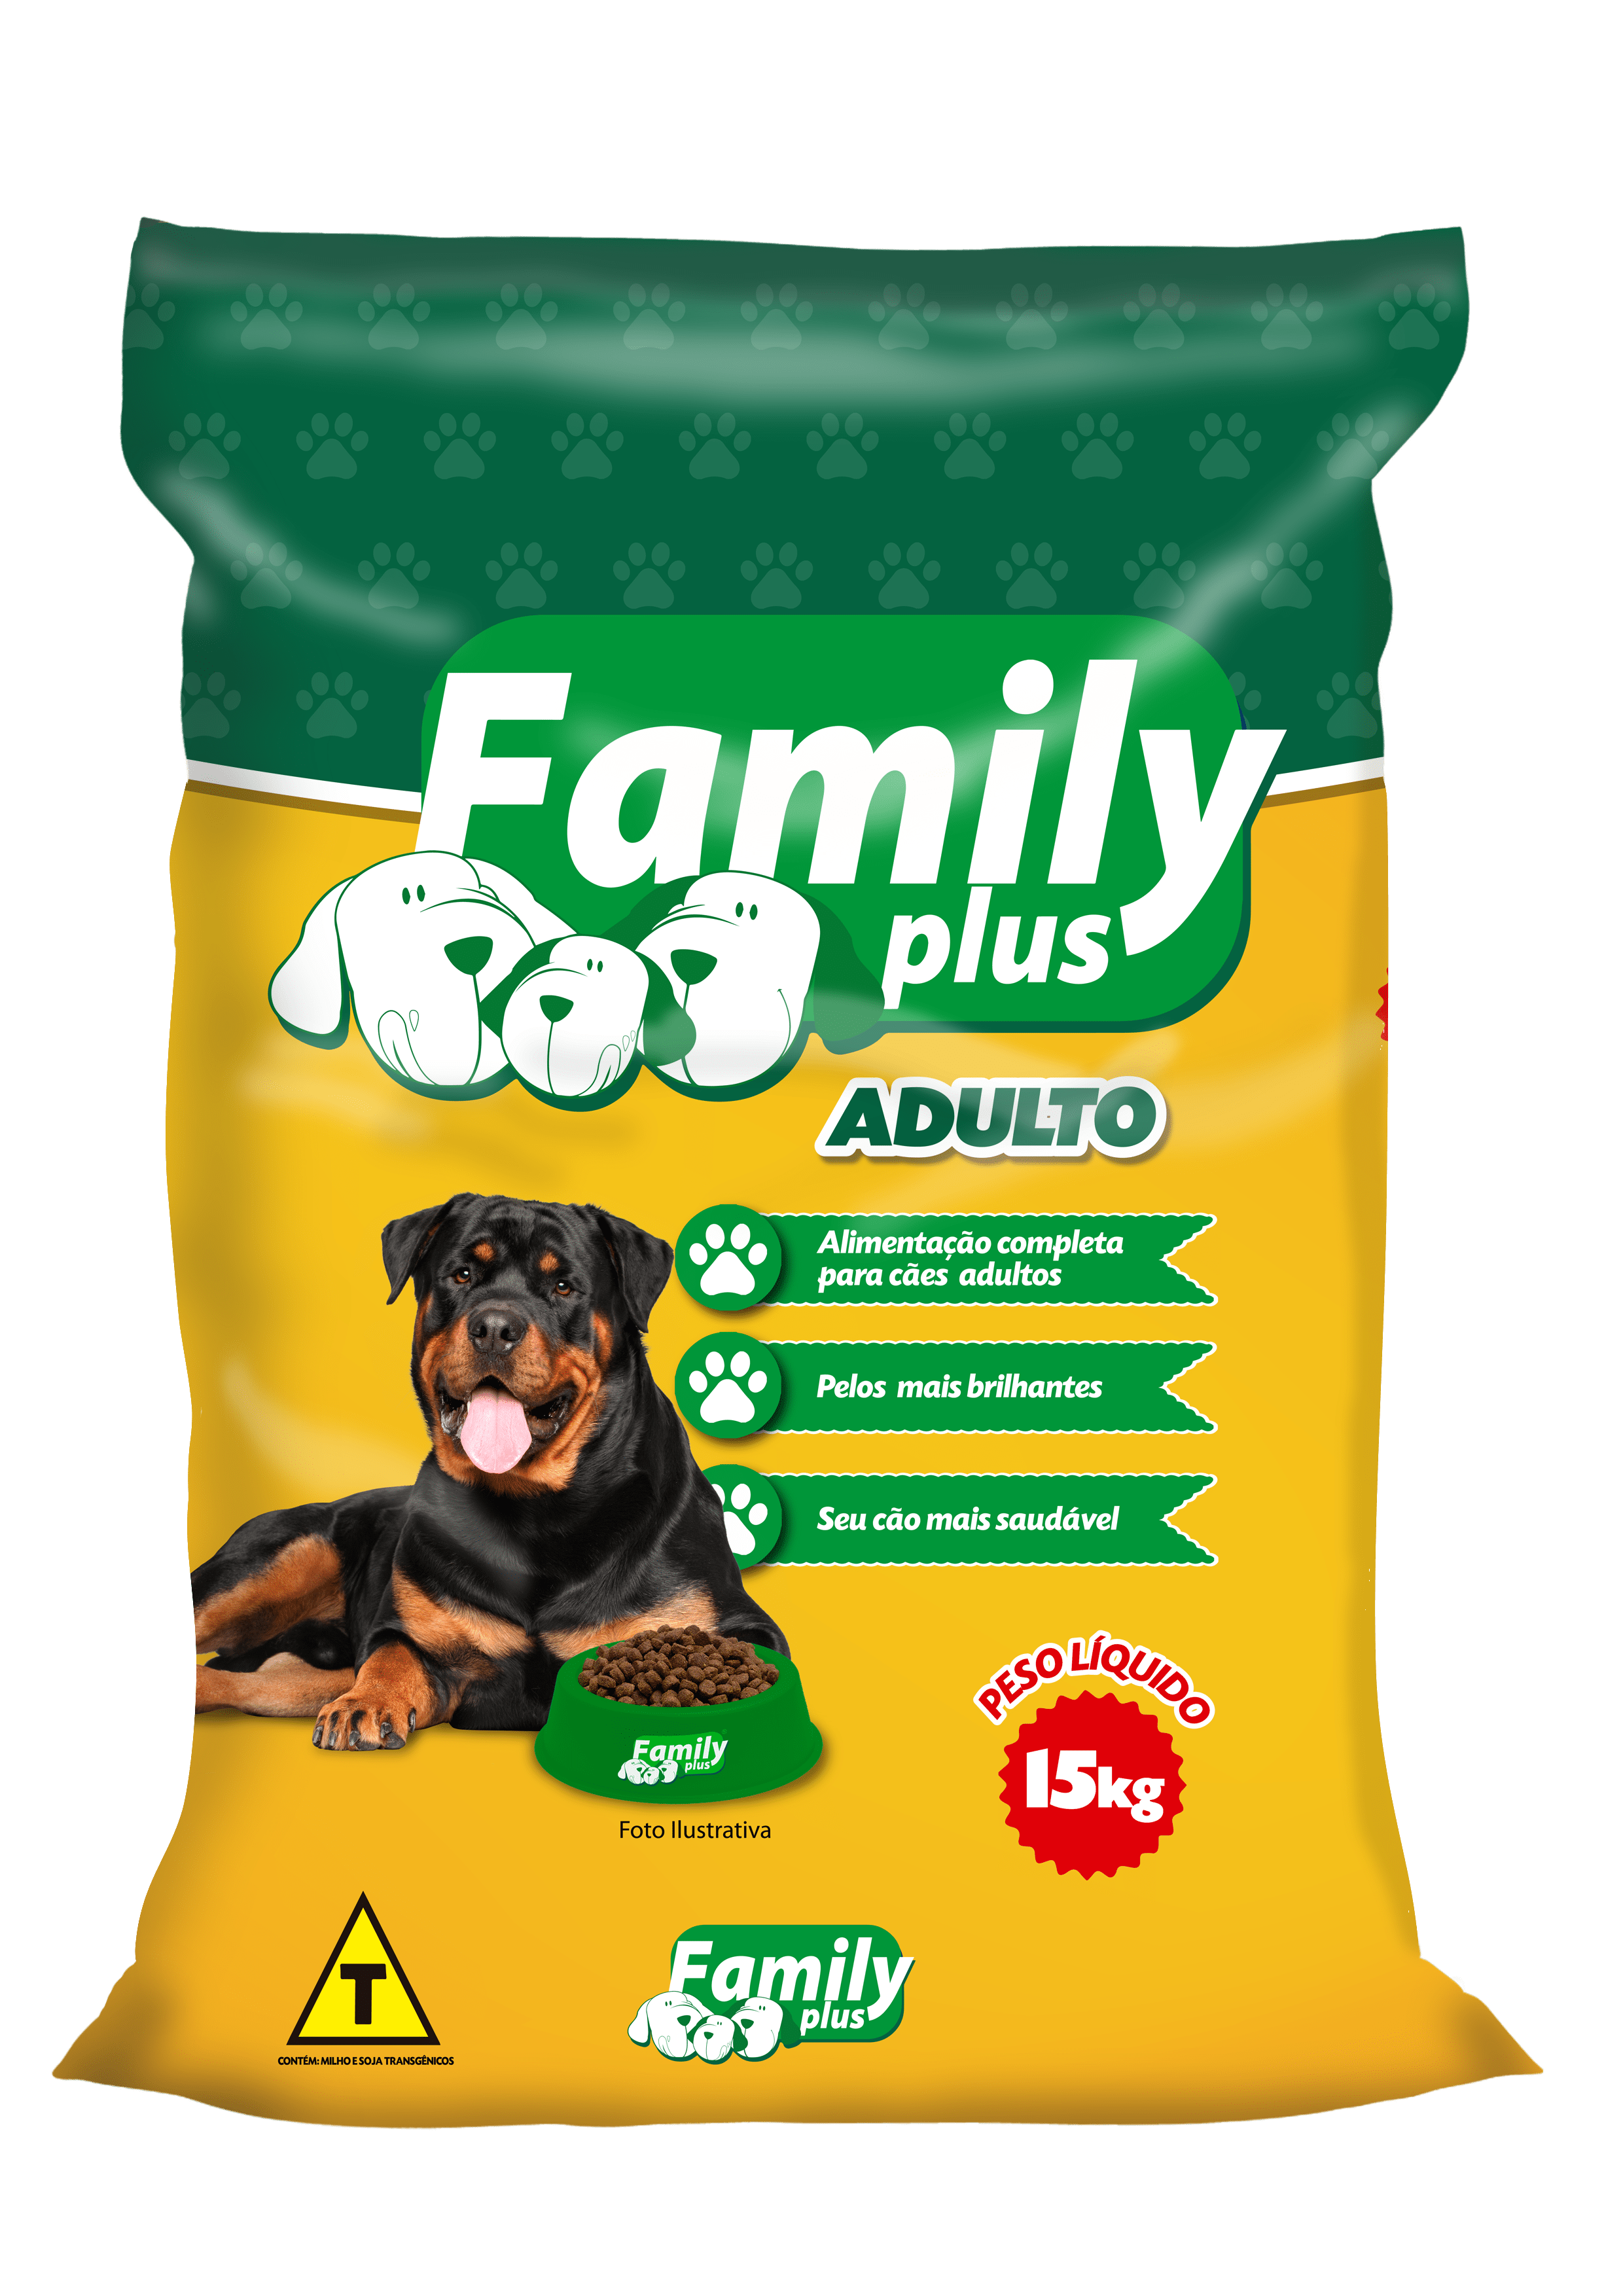 Family
plus
ADULTO
Alimentação completa
para cães adultos
Pelos mais brilhantes
Seu cão mais saudável
PESO LÍQUIDO
15kg
Family
plus
Foto Ilustrativa
T
CONTÉM: MILHO E SOJA TRANSGÊNICOS
Family
plus